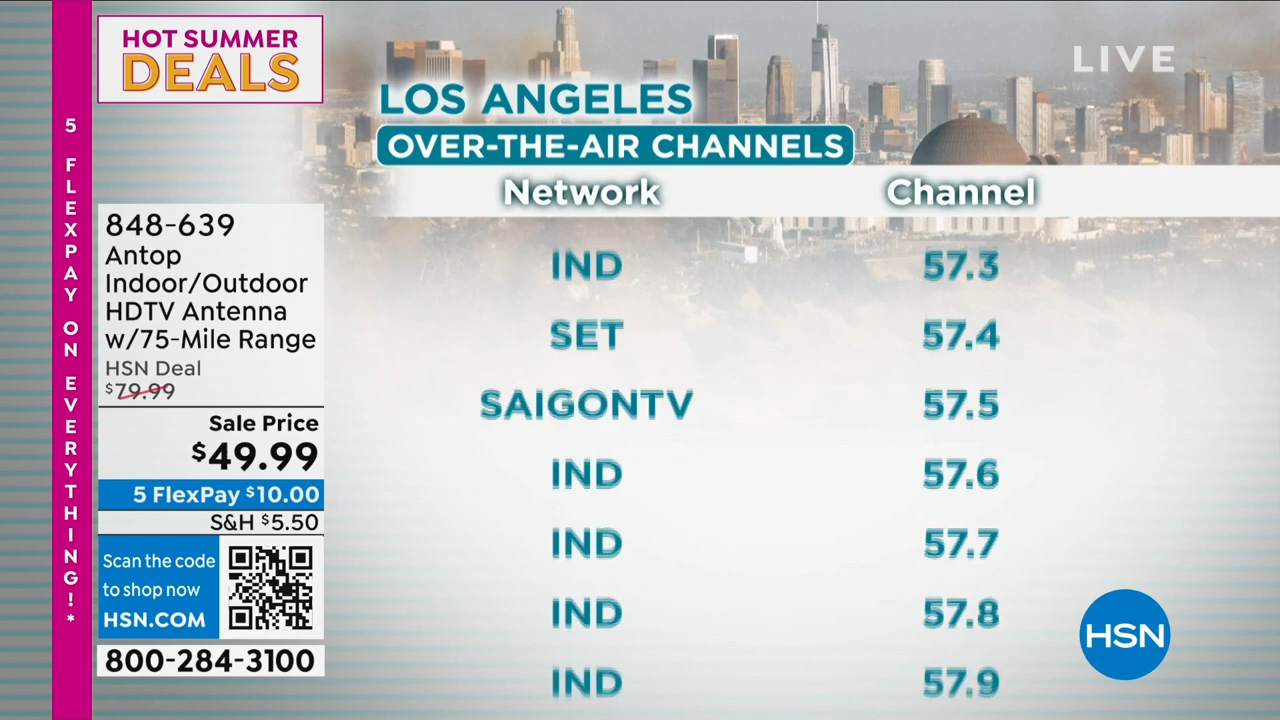 HOT SUMMER
DEALS
LIVE
LOS ANGELES
OVER-THE-AIR CHANNELS
Network Channel
IND 57.3
SET 57.4
SAIGONTV 57.5
IND 57.6
IND 57.7
IND 57.8
IND 57.9
5 FLEXPAY ON EVERYTHING!*
848-639
Antop
Indoor/Outdoor
HDTV Antenna
w/75-Mile Range
HSN Deal
$79.99
Sale Price
$49.99
5 FlexPay $10.00
S&H $5.50
Scan the code
to shop now
HSN.COM
800-284-3100
HSN